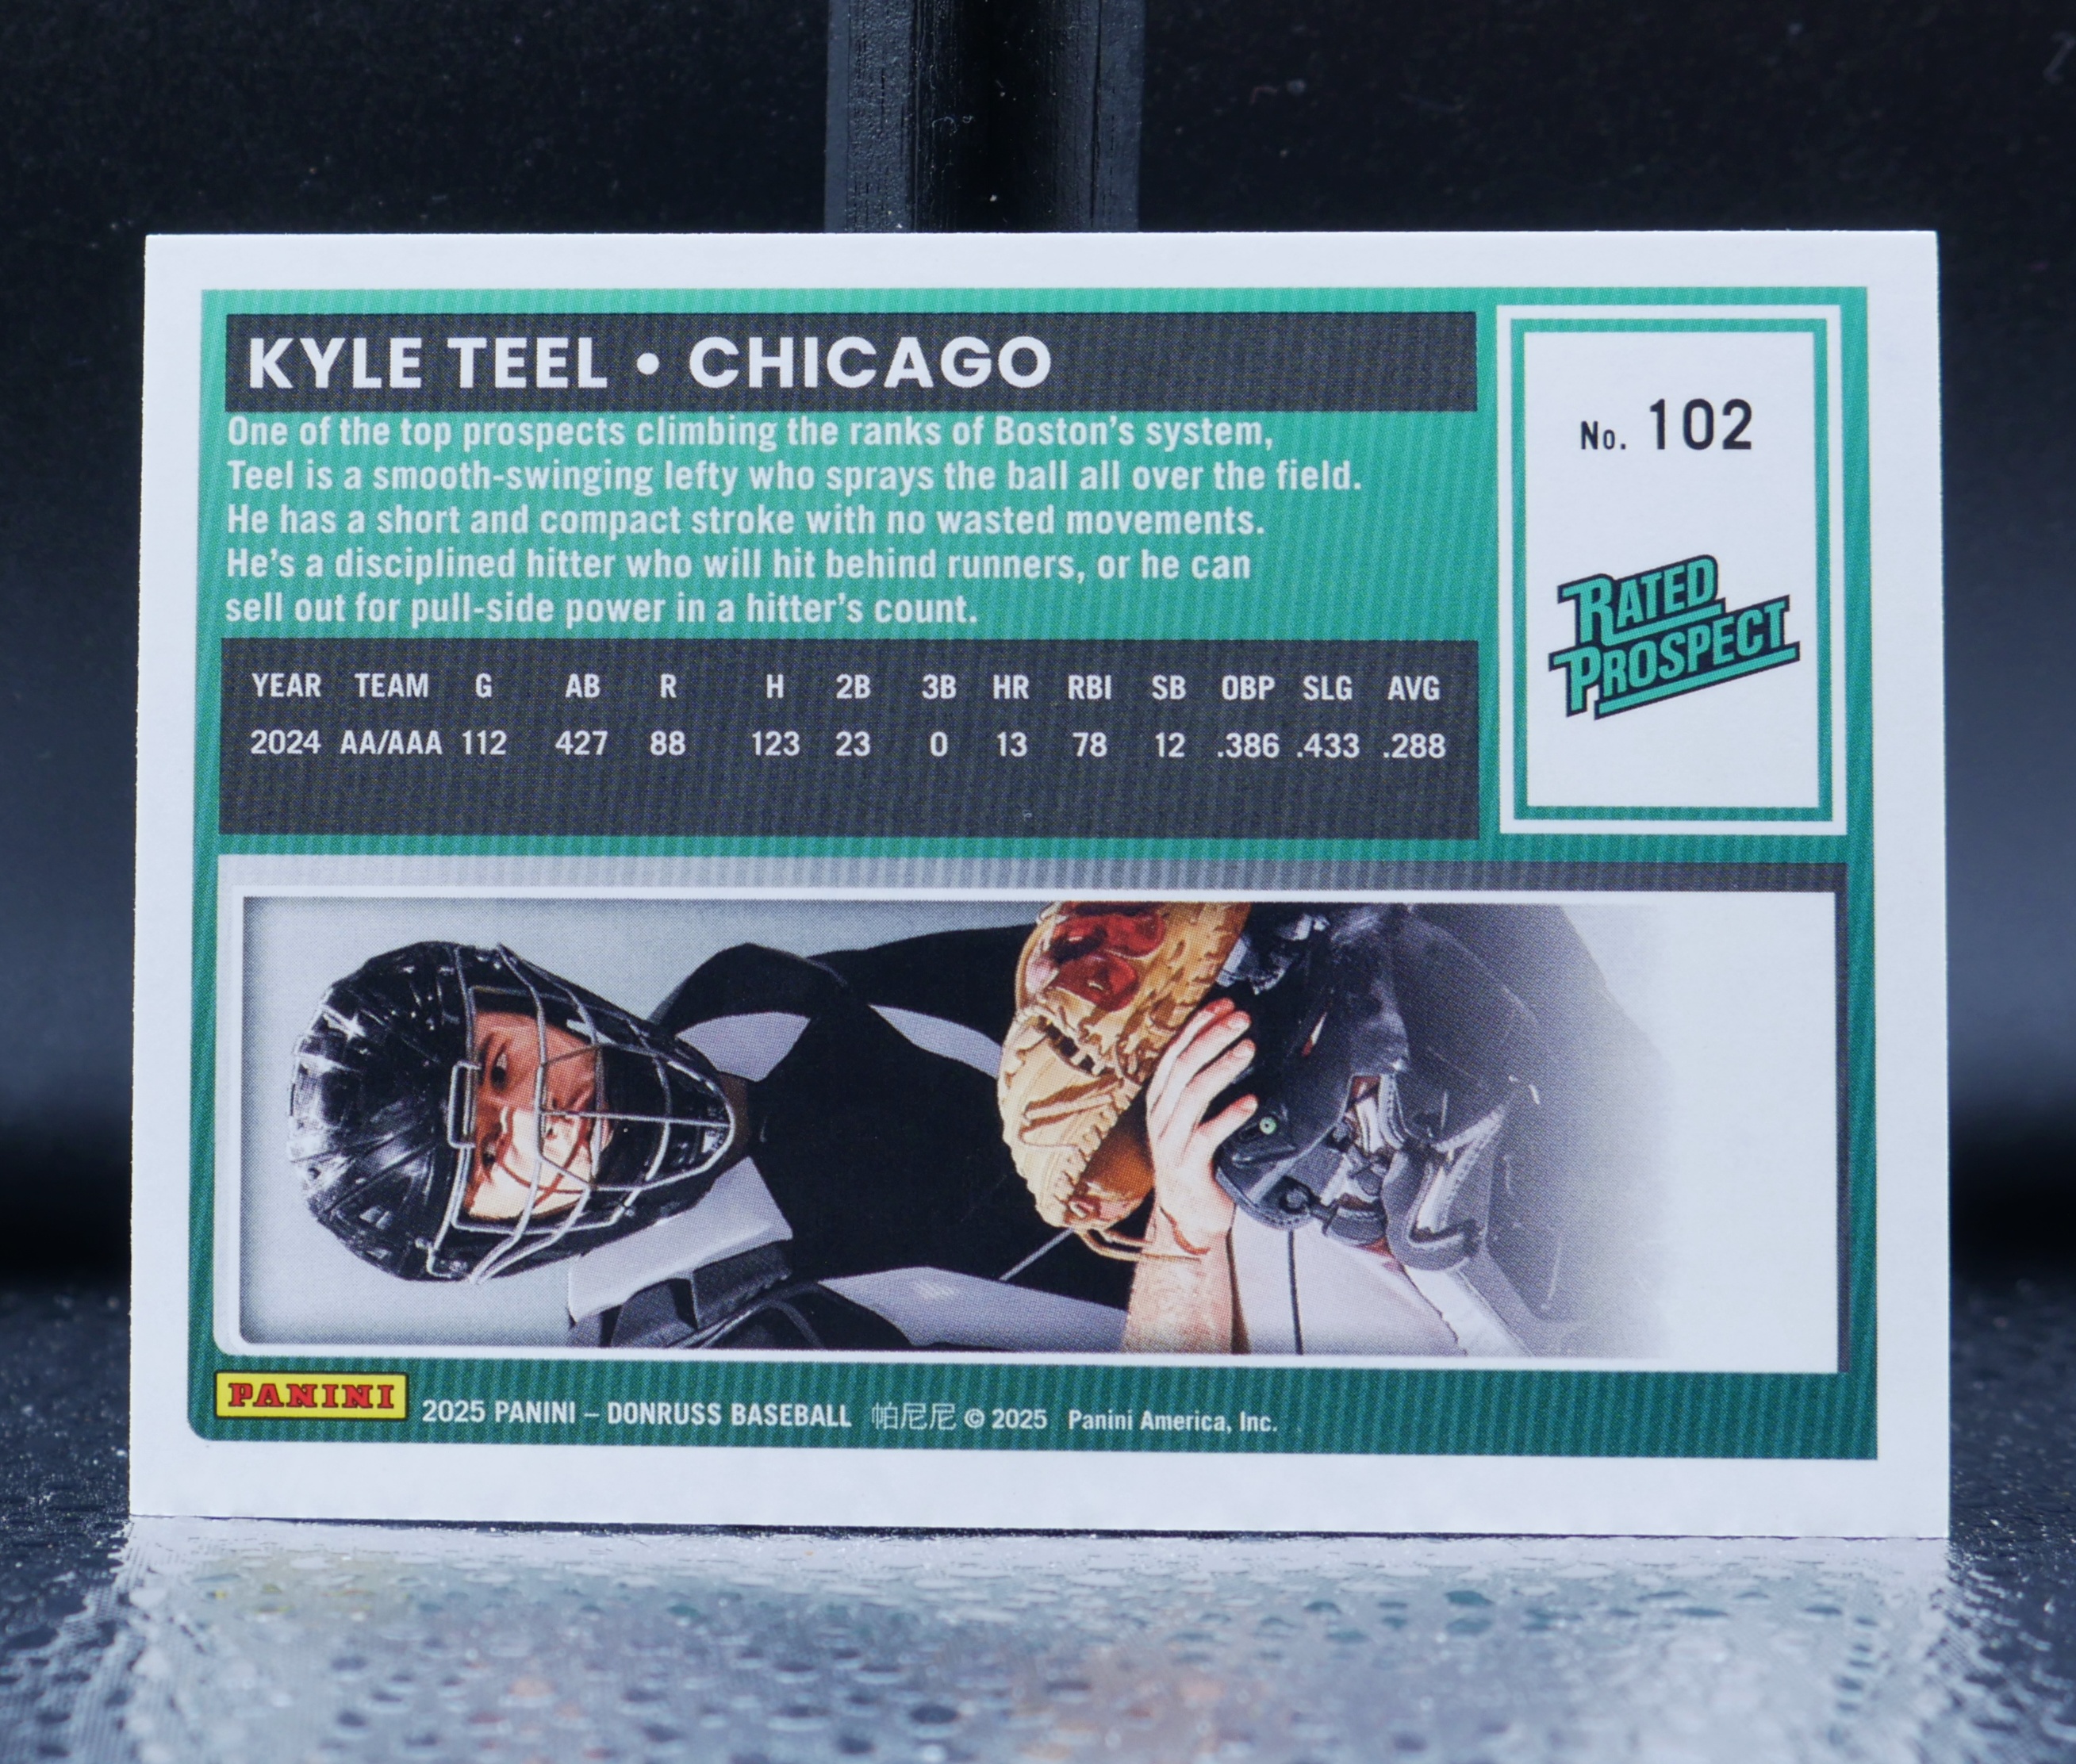 KYLE TEEL • CHICAGO
One of the top prospects climbing the ranks of Boston's system,
Teel is a smooth-swinging lefty who sprays the ball all over the field.
He has a short and compact stroke with no wasted movements.
He's a disciplined hitter who will hit behind runners, or he can
sell out for pull-side power in a hitter's count.
YEAR TEAM G AB R H 2B 3B HR RBI SB OBP SLG AVG
2024 AA/AAA 112 427 88 123 23 0 13 78 12 .386 .433 .288
No. 102
RATED
PROSPECT
PANINI 2025 PANINI – DONRUSS BASEBALL 帕尼尼 © 2025 Panini America, Inc.